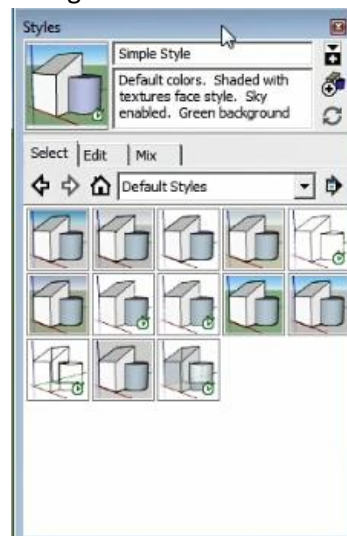 Styles
Simple Style
Default colors. Shaded with
textures face style. Sky
enabled. Green background
Select Edit Mix
Default Styles